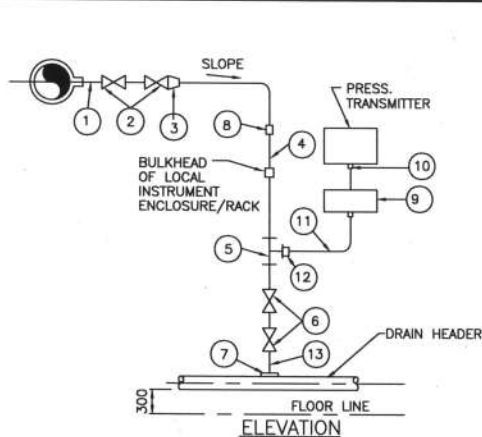 SLOPE
PRESS.
TRANSMITTER
1
2
3
8
4
10
BULKHEAD
OF LOCAL
INSTRUMENT
ENCLOSURE/RACK
9
11
5
12
6
DRAIN HEADER
7
13
300
FLOOR LINE
ELEVATION